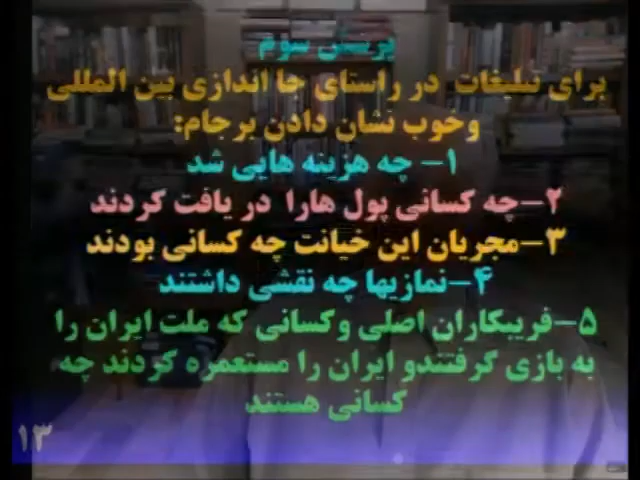 پرسش سوم
برای تبلیغات در راستای جا اندازی بین المللی
وخوب نشان دادن برجام:
۱- چه هزینه هایی شد
۲-چه کسانی پول هارا در یافت کردند
۳-مجریان این خیانت چه کسانی بودند
۴-نمازیها چه نقشی داشتند
۵-فریبکاران اصلی وکسانی که ملت ایران را
به بازی گرفتندو ایران را مستعمره کردند چه
کسانی هستند
۱۳